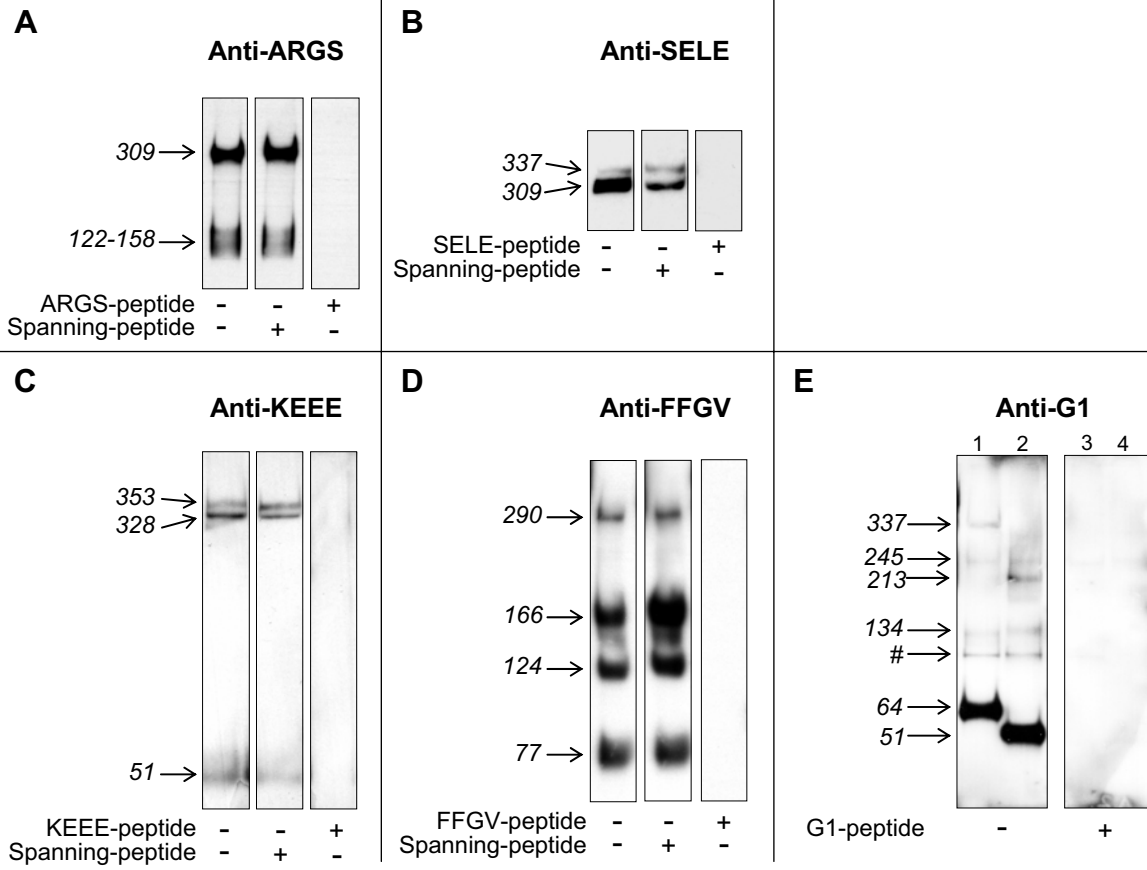 A
Anti-ARGS
309
122-158
ARGS-peptide - - +
Spanning-peptide - + -
B
Anti-SELE
337
309
SELE-peptide - - +
Spanning-peptide - + -
C
Anti-KEEE
353
328
51
KEEE-peptide - - +
Spanning-peptide - + -
D
Anti-FFGV
290
166
124
77
FFGV-peptide - - +
Spanning-peptide - + -
E
Anti-G1
1 2 3 4
337
245
213
134
#
64
51
G1-peptide - +